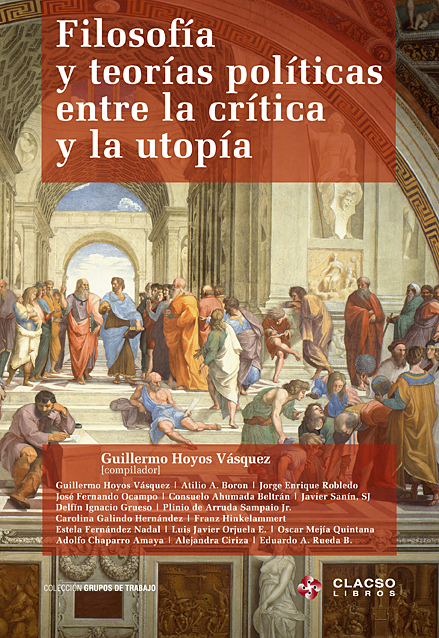 Filosofía
y teorías políticas
entre la crítica
y la utopía
Guillermo Hoyos Vásquez
[compilador]
Guillermo Hoyos Vásquez | Atilio A. Boron | Jorge Enrique Robledo
José Fernando Ocampo | Consuelo Ahumada Beltrán | Javier Sanín, SJ
Delfín Ignacio Grueso | Plinio de Arruda Sampaio Jr.
Carolina Galindo Hernández | Franz Hinkelammert
Estela Fernández Nadal | Luis Javier Orjuela E. | Oscar Mejía Quintana
Adolfo Chaparro Amaya | Alejandra Ciriza | Eduardo A. Rueda B.
COLECCIÓN GRUPOS DE TRABAJO
CLACSO
LIBROS